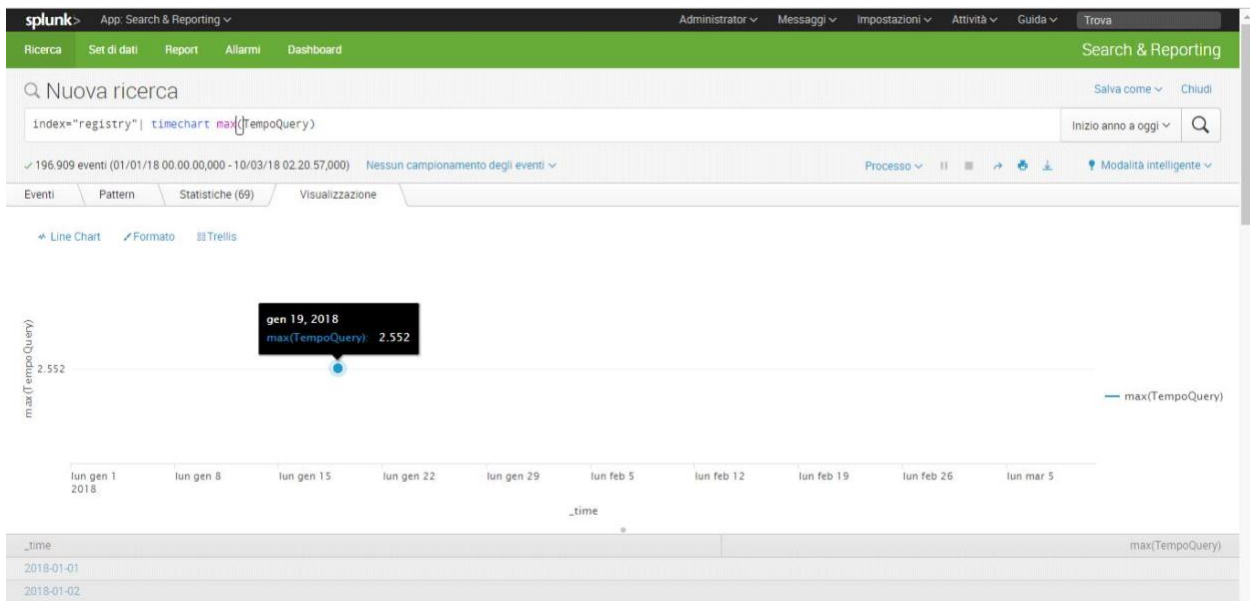 splunk> App: Search & Reporting Administrator Messaggi Impostazioni Attività Guida Trova
Ricerca Set di dati Report Allarmi Dashboard Search & Reporting
Nuova ricerca Salva come Chiudi
index="registry"| timechart max(TempoQuery) Inizio anno a oggi
196.909 eventi (01/01/18 00.00.00,000 - 10/03/18 02.20.57,000) Nessun campionamento degli eventi Processo Modalità intelligente
Eventi Pattern Statistiche (69) Visualizzazione
Line Chart Formato Trellis
gen 19, 2018
max(TempoQuery): 2.552
max(TempoQuery)
2.552
max(TempoQuery)
lun gen 1 lun gen 8 lun gen 15 lun gen 22 lun gen 29 lun feb 5 lun feb 12 lun feb 19 lun feb 26 lun mar 5
2018
_time
_time max(TempoQuery)
2018-01-01
2018-01-02